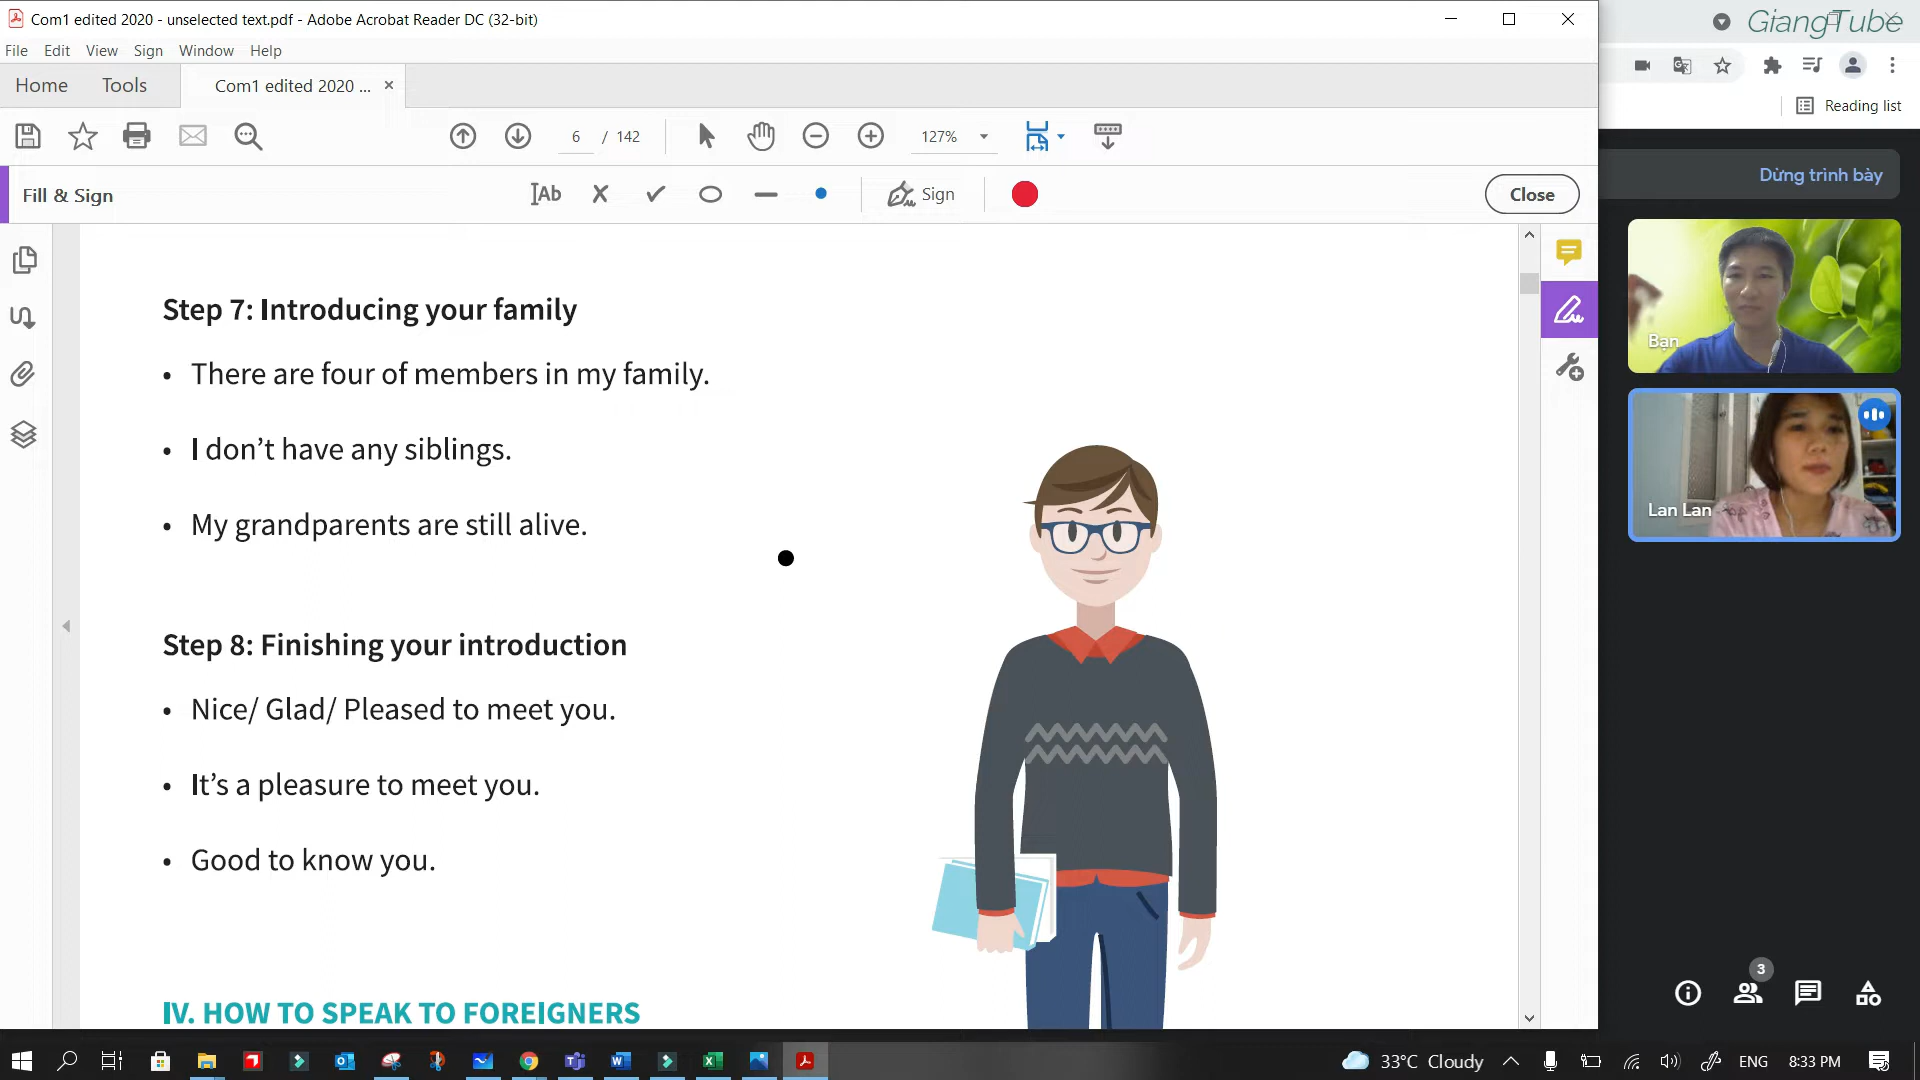 Com1 edited 2020 - unselected text.pdf - Adobe Acrobat Reader DC (32-bit)
GiangTube
File Edit View Sign Window Help
Home Tools Com1 edited 2020 ...
Reading list
6 / 142 127%
Fill & Sign Ab Sign Close
Dừng trình bày
Step 7: Introducing your family
• There are four of members in my family.
• I don't have any siblings.
• My grandparents are still alive.
Bạn
Lan Lan
Step 8: Finishing your introduction
• Nice/ Glad/ Pleased to meet you.
• It's a pleasure to meet you.
• Good to know you.
IV. HOW TO SPEAK TO FOREIGNERS
3
33°C Cloudy ENG 8:33 PM